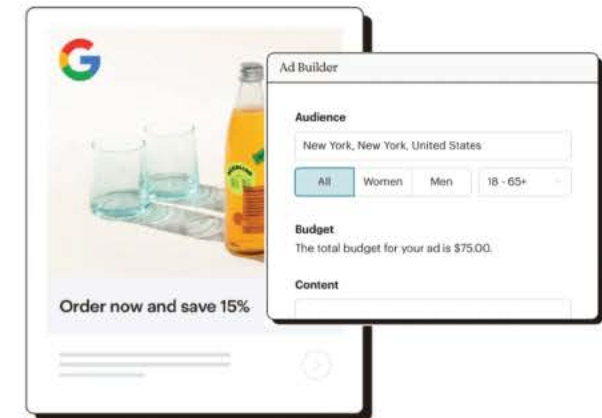 Order now and save 15%
Ad Builder
Audience
New York, New York, United States
All Women Men 18 - 65+
Budget
The total budget for your ad is $75.00.
Content